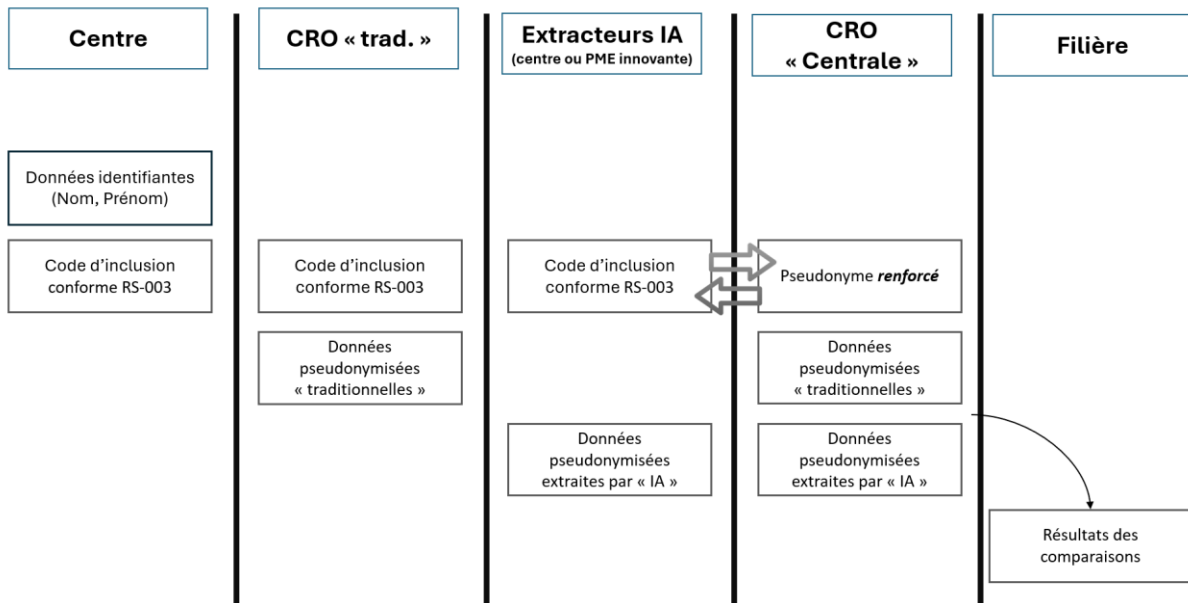 Centre
CRO « trad. »
Extracteurs IA
(centre ou PME innovante)
CRO
« Centrale »
Filière
Données identifiantes
(Nom, Prénom)
Code d’inclusion
conforme RS-003
Code d’inclusion
conforme RS-003
Code d’inclusion
conforme RS-003
Pseudonyme renforcé
Données
pseudonymisées
« traditionnelles »
Données
pseudonymisées
« traditionnelles »
Données
pseudonymisées
extraites par « IA »
Données
pseudonymisées
extraites par « IA »
Résultats des
comparaisons